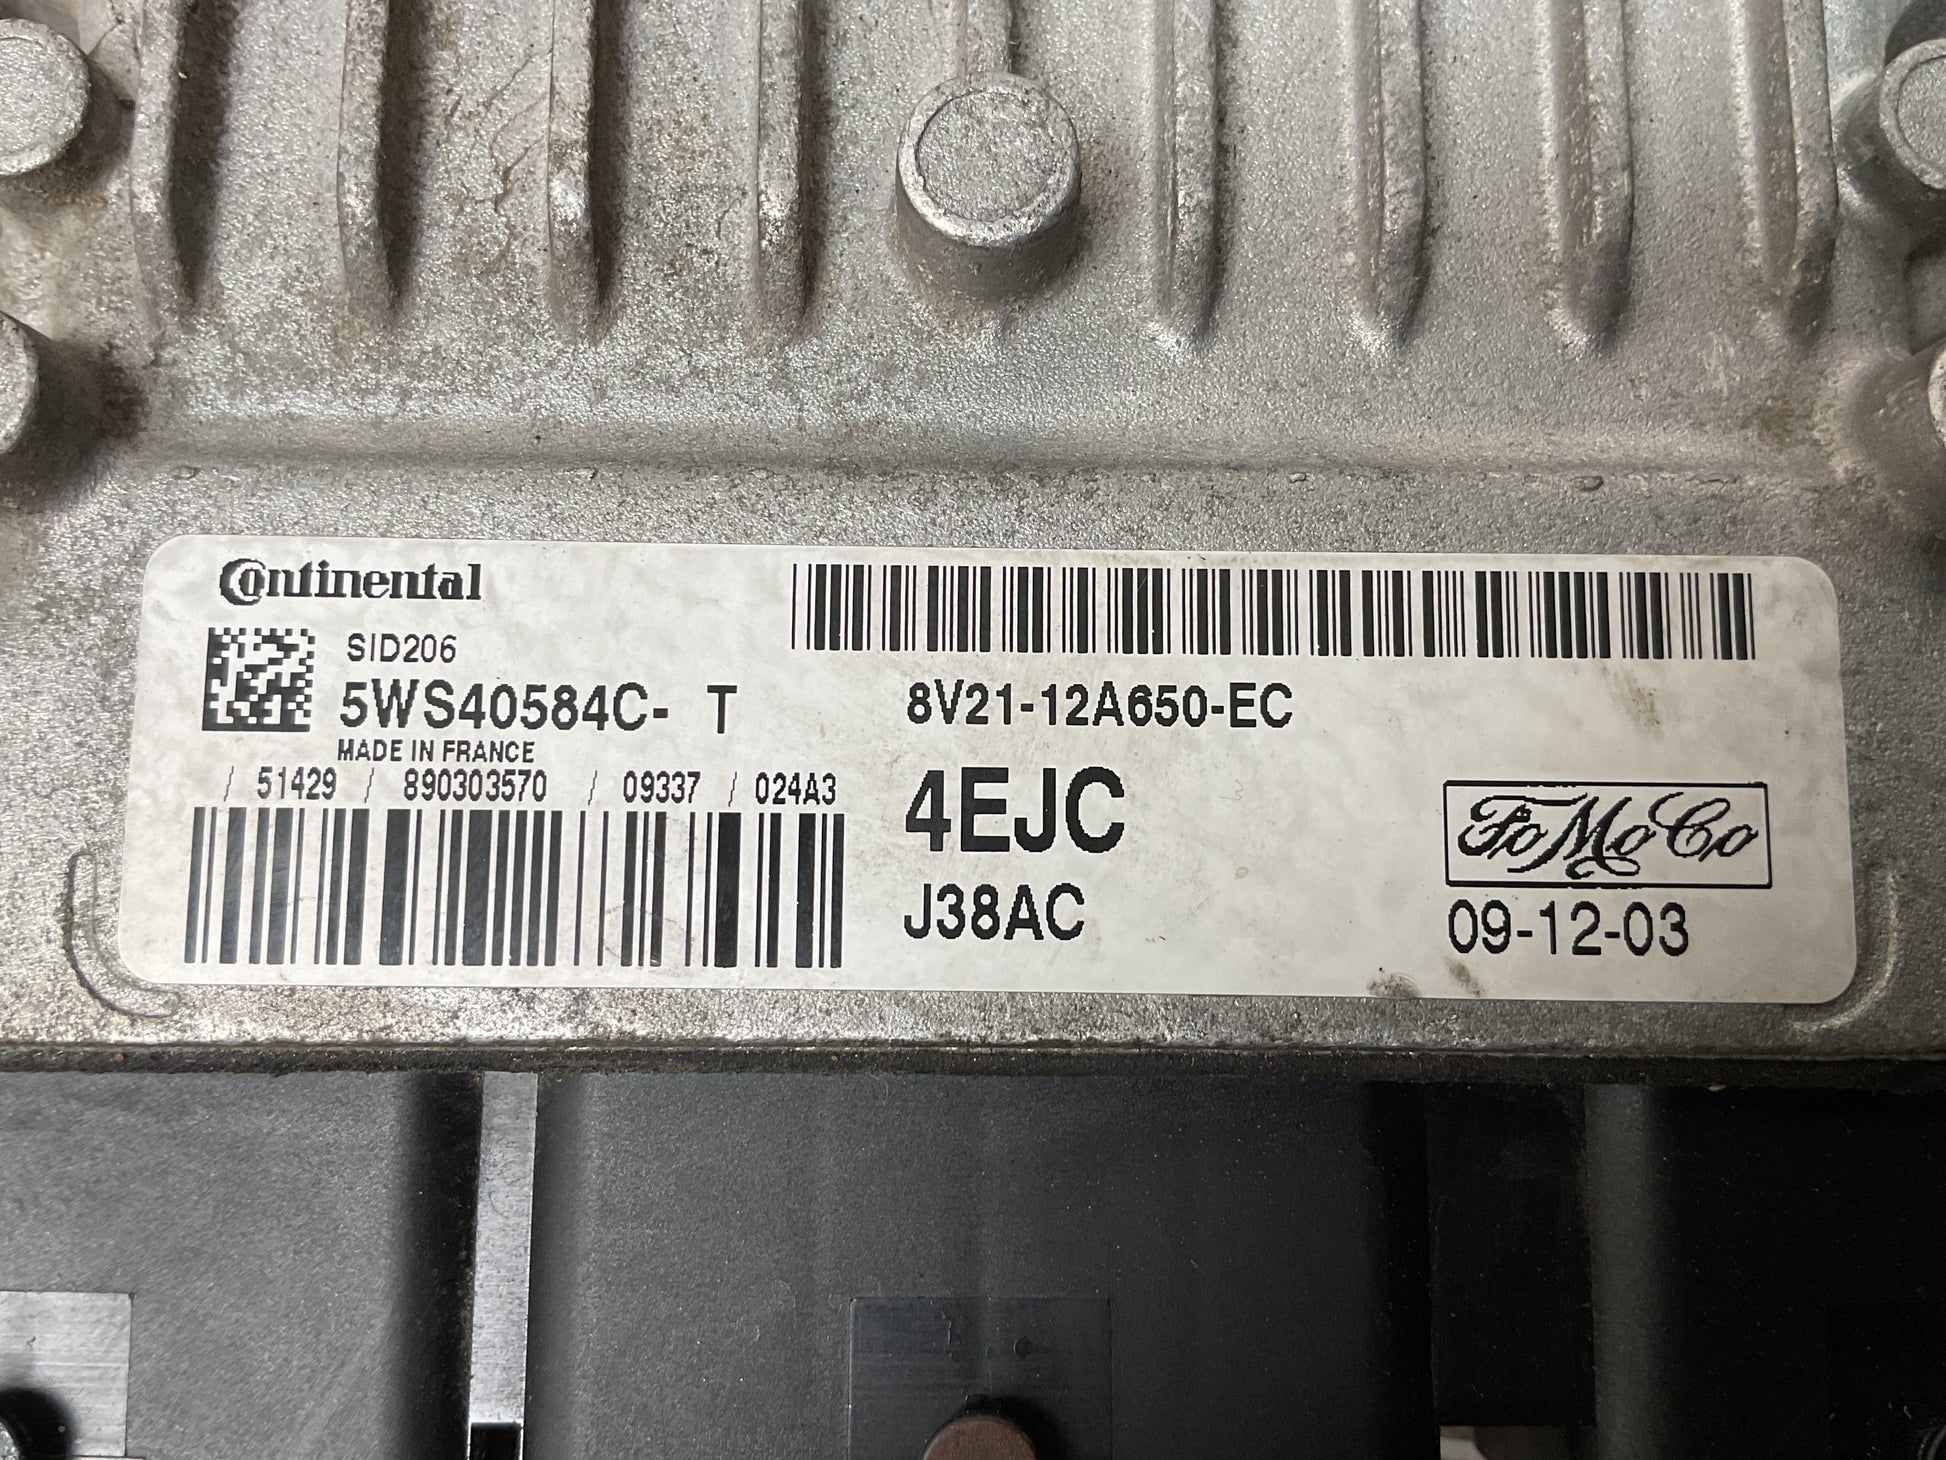 Continental
SID206
5WS40584C- T
MADE IN FRANCE
/ 51429 / 890303570 / 09337 / 024A3
8V21-12A650-EC
4EJC
J38AC
FoMoCo
09-12-03